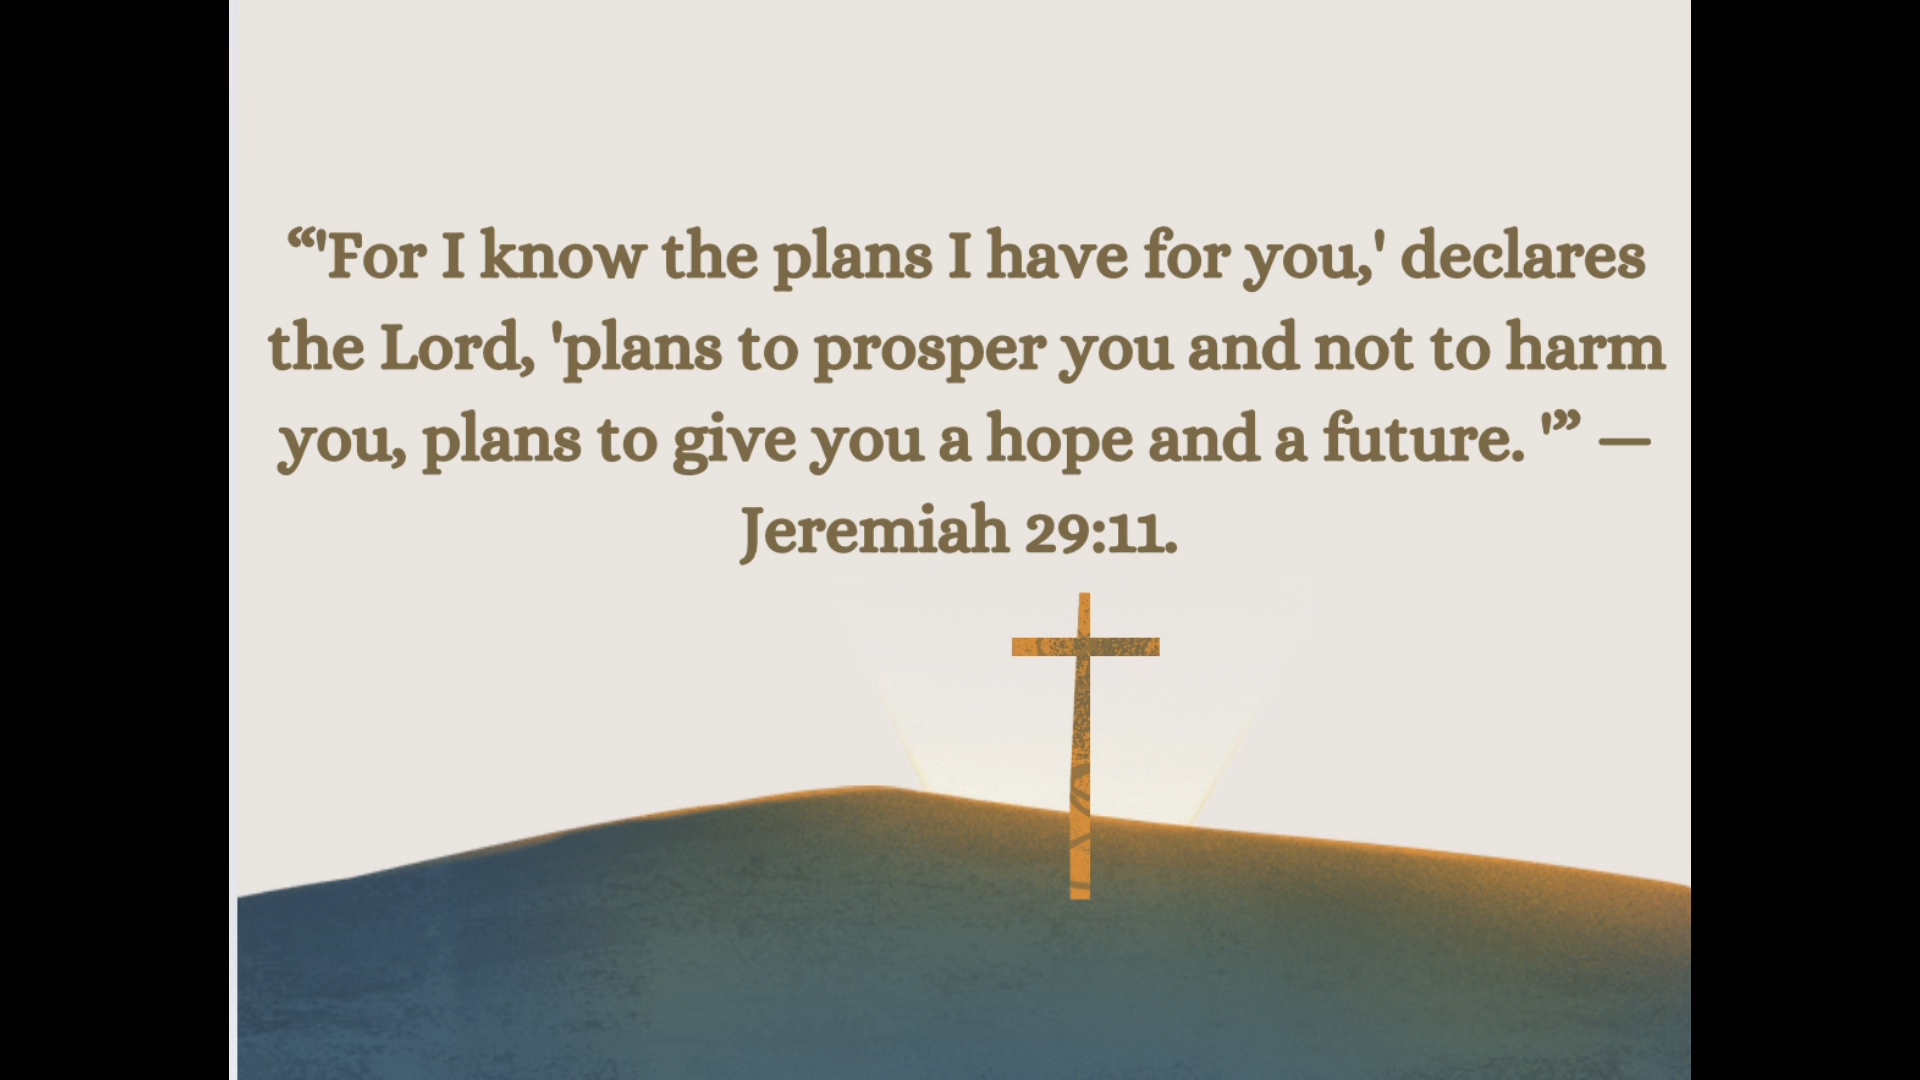 “'For I know the plans I have for you,' declares
the Lord, 'plans to prosper you and not to harm
you, plans to give you a hope and a future. '” —
Jeremiah 29:11.